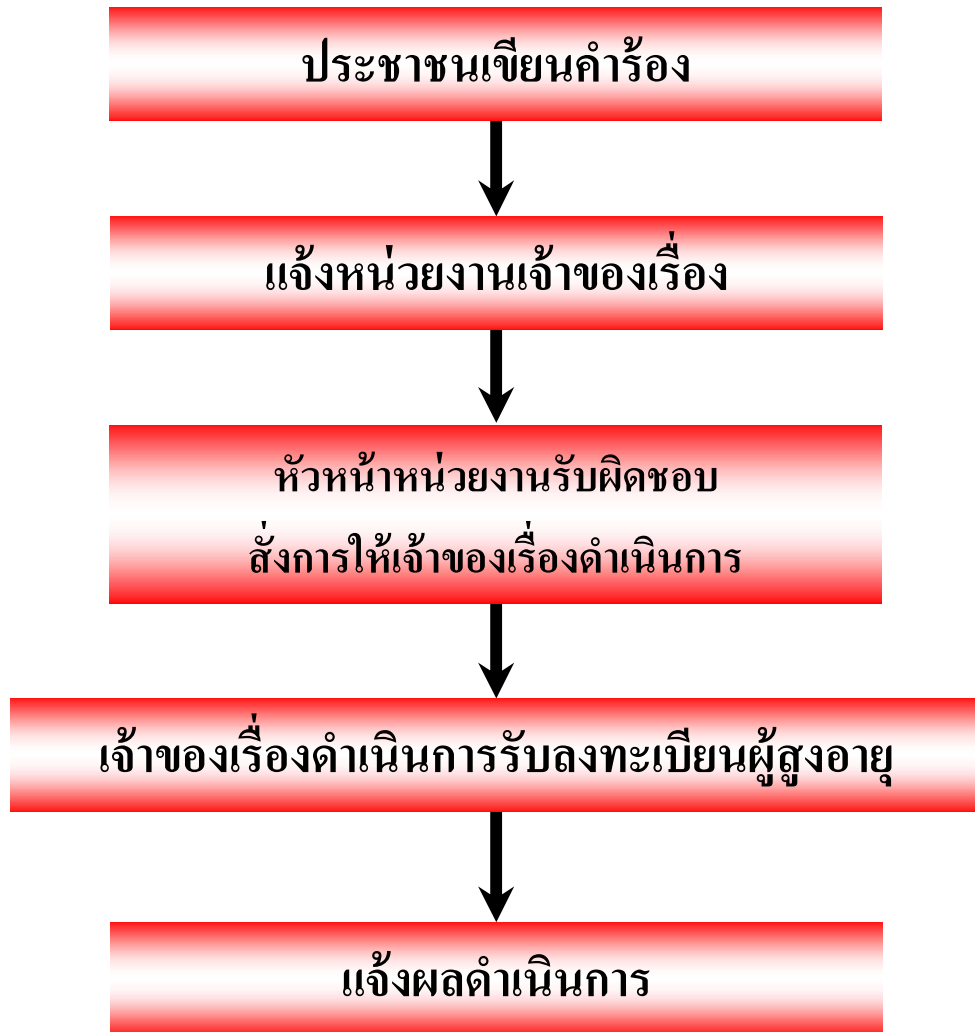 ประชาชนเขียนคำร้อง
แจ้งหน่วยงานเจ้าของเรื่อง
หัวหน้าหน่วยงานรับผิดชอบ
สั่งการให้เจ้าของเรื่องดำเนินการ
เจ้าของเรื่องดำเนินการรับลงทะเบียนผู้สูงอายุ
แจ้งผลดำเนินการ